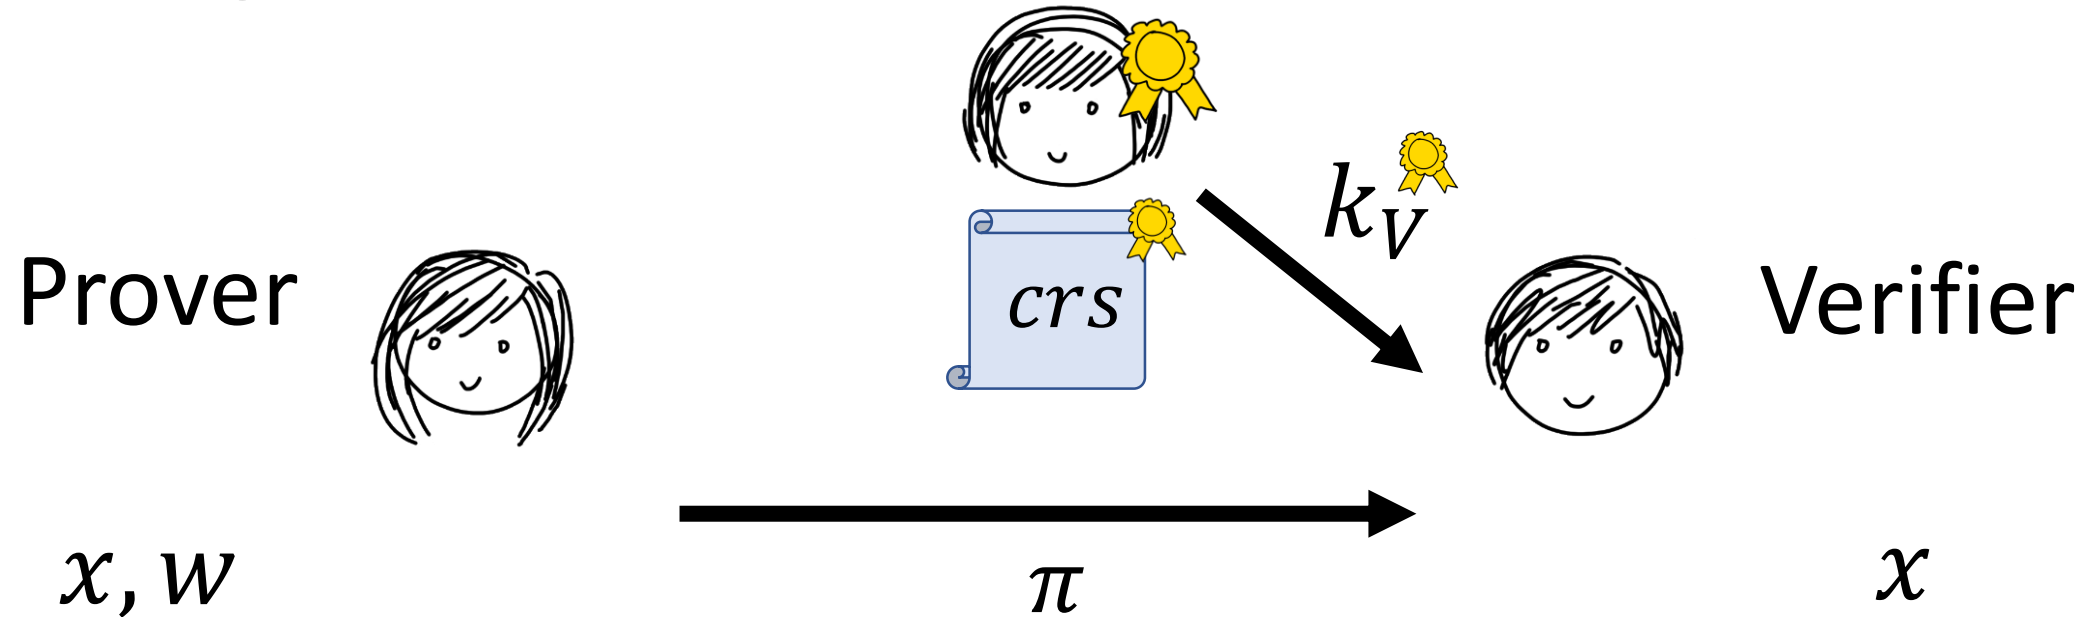 Prover
crs
k_V
Verifier
x, w
π
x